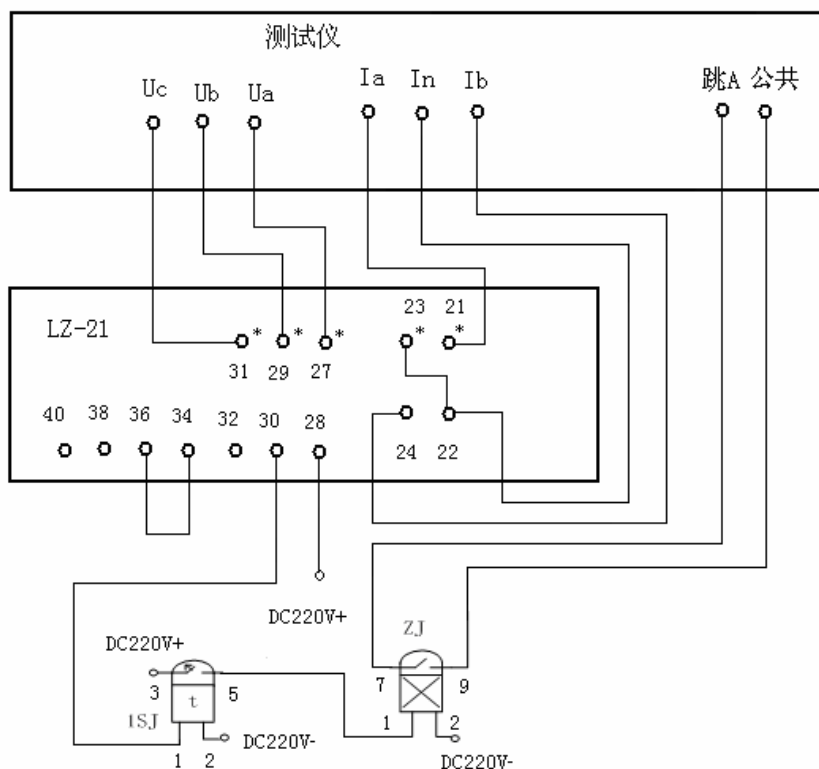 测试仪
Uc Ub Ua Ia In Ib 跳A 公共
LZ-21
23 21
* * * * *
31 29 27
40 38 36 34 32 30 28
24 22
DC220V+
ZJ
DC220V+
3 5 7 9
t
1SJ
1 2
DC220V-
1 2
DC220V-